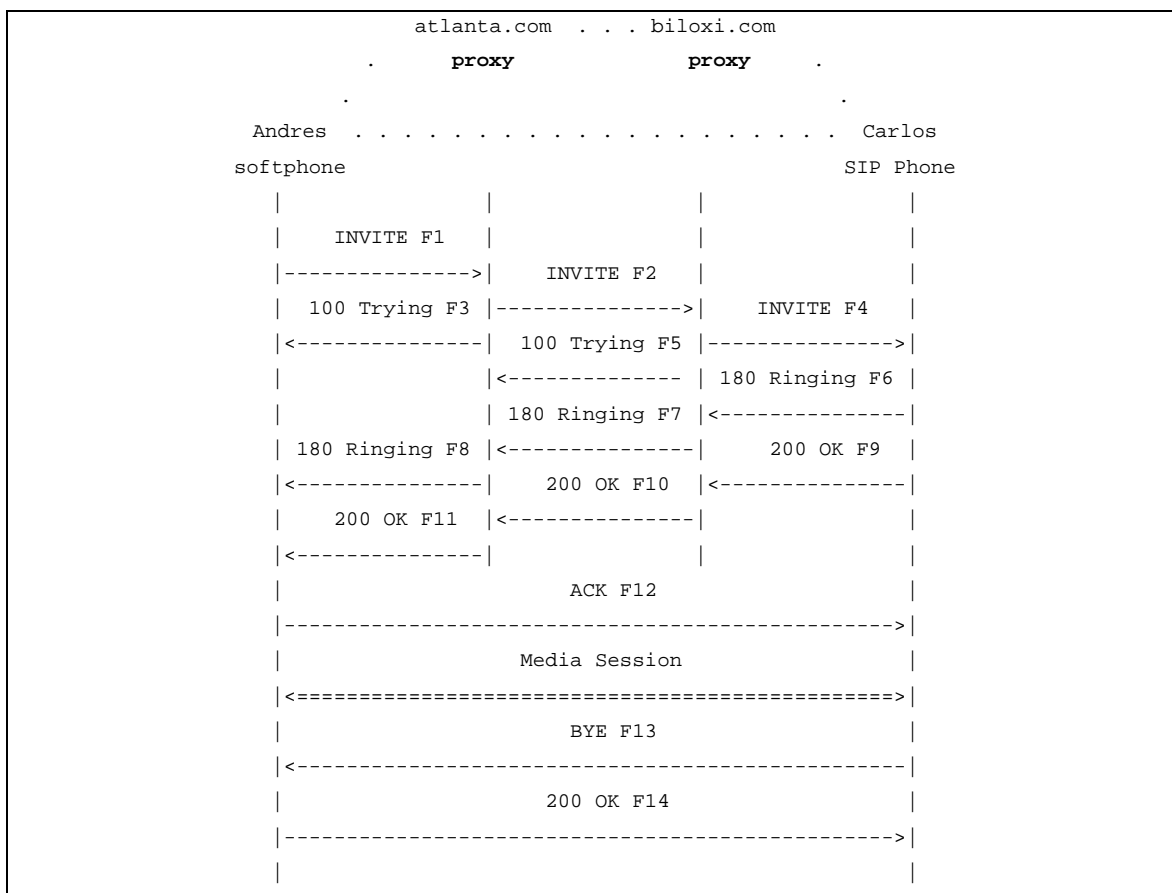 atlanta.com . . . biloxi.com
. proxy proxy .
. .
Andres . . . . . . . . . . . . . . . . . . . . Carlos
softphone SIP Phone
| | | |
| INVITE F1 | | |
|--------------->| INVITE F2 | |
| 100 Trying F3 |--------------->| INVITE F4 |
|<---------------| 100 Trying F5 |--------------->|
| |<-------------- | 180 Ringing F6 |
| | 180 Ringing F7 |<---------------|
| 180 Ringing F8 |<---------------| 200 OK F9 |
|<---------------| 200 OK F10 |<---------------|
| 200 OK F11 |<---------------| |
|<---------------| | |
| ACK F12 |
|------------------------------------------------->|
| Media Session |
|<================================================>|
| BYE F13 |
|<-------------------------------------------------|
| 200 OK F14 |
|------------------------------------------------->|
| |